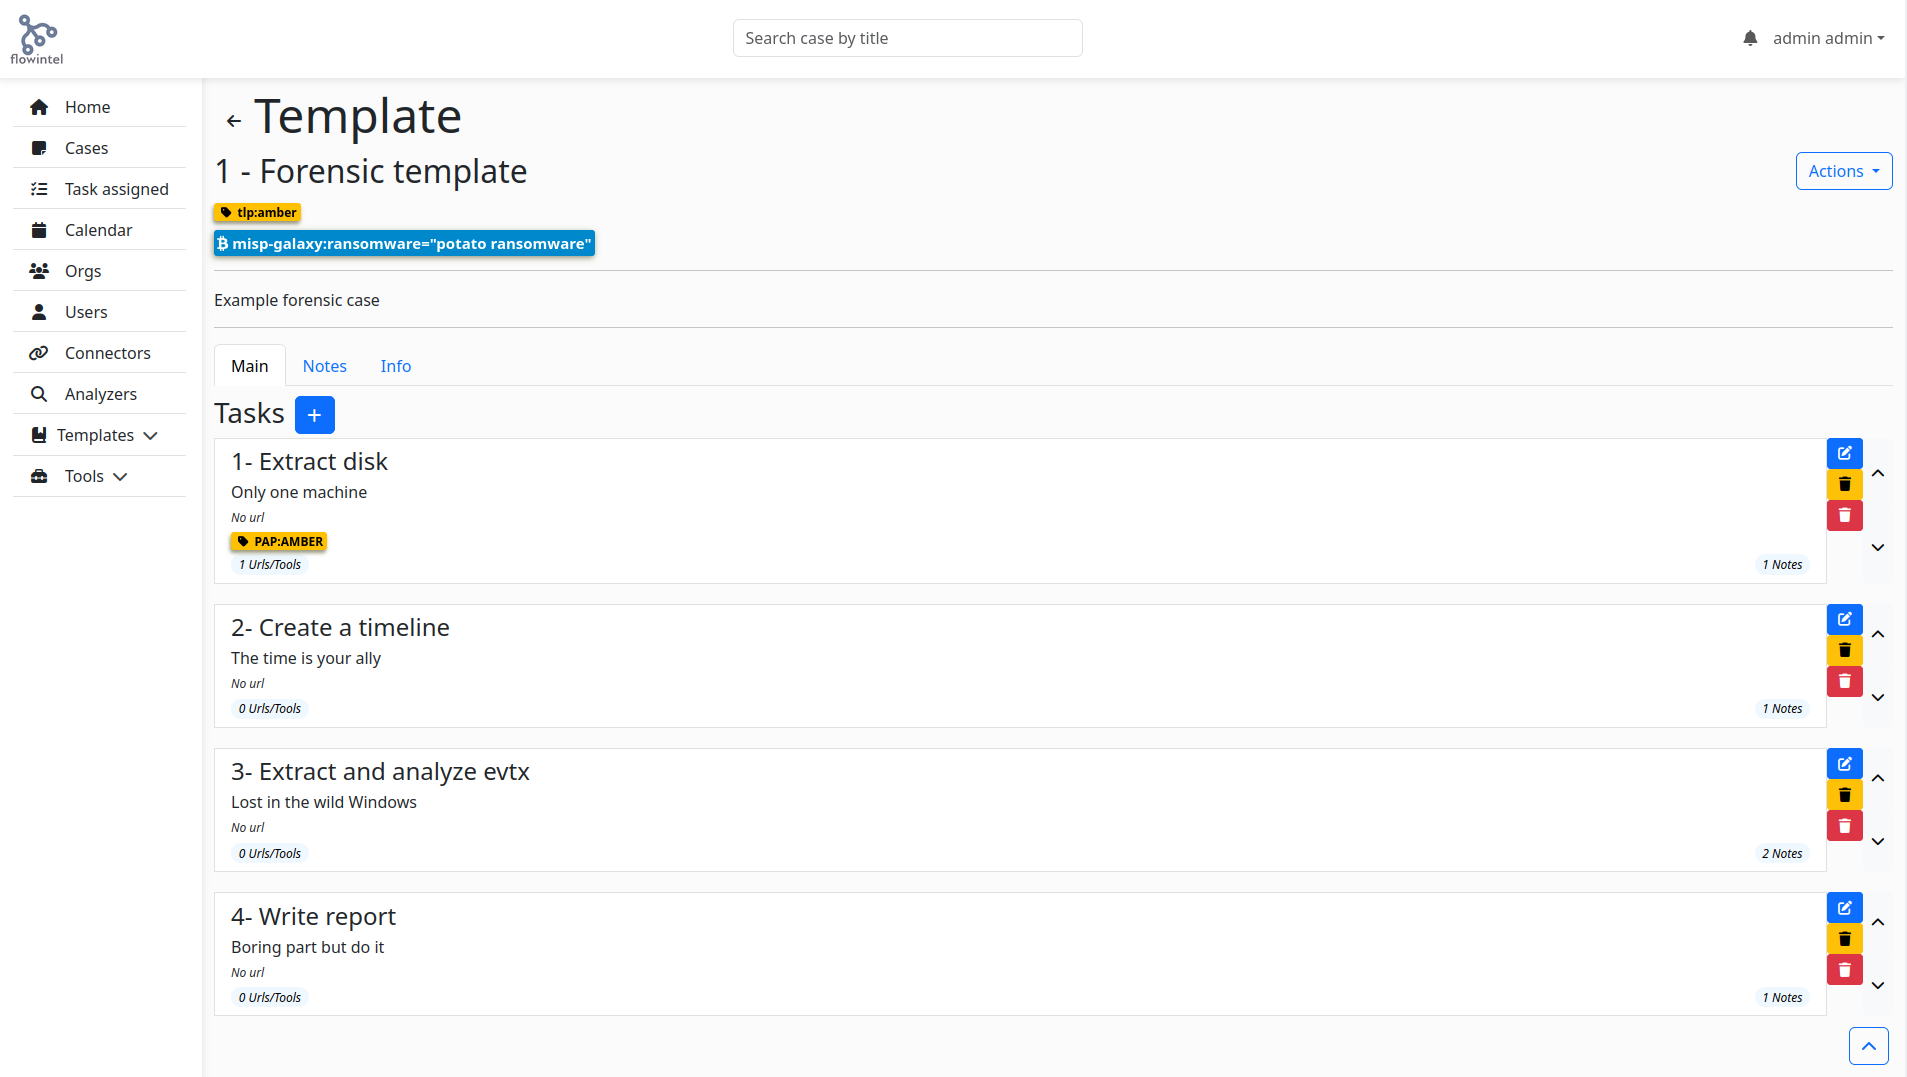 flowintel
Search case by title
admin admin
Home
Cases
Task assigned
Calendar
Orgs
Users
Connectors
Analyzers
Templates
Tools
Template
1 - Forensic template
Actions
tlp:amber
misp-galaxy:ransomware="potato ransomware"
Example forensic case
Main Notes Info
Tasks +
1- Extract disk
Only one machine
No url
PAP:AMBER
1 Urls/Tools 1 Notes
2- Create a timeline
The time is your ally
No url
0 Urls/Tools 1 Notes
3- Extract and analyze evtx
Lost in the wild Windows
No url
0 Urls/Tools 2 Notes
4- Write report
Boring part but do it
No url
0 Urls/Tools 1 Notes